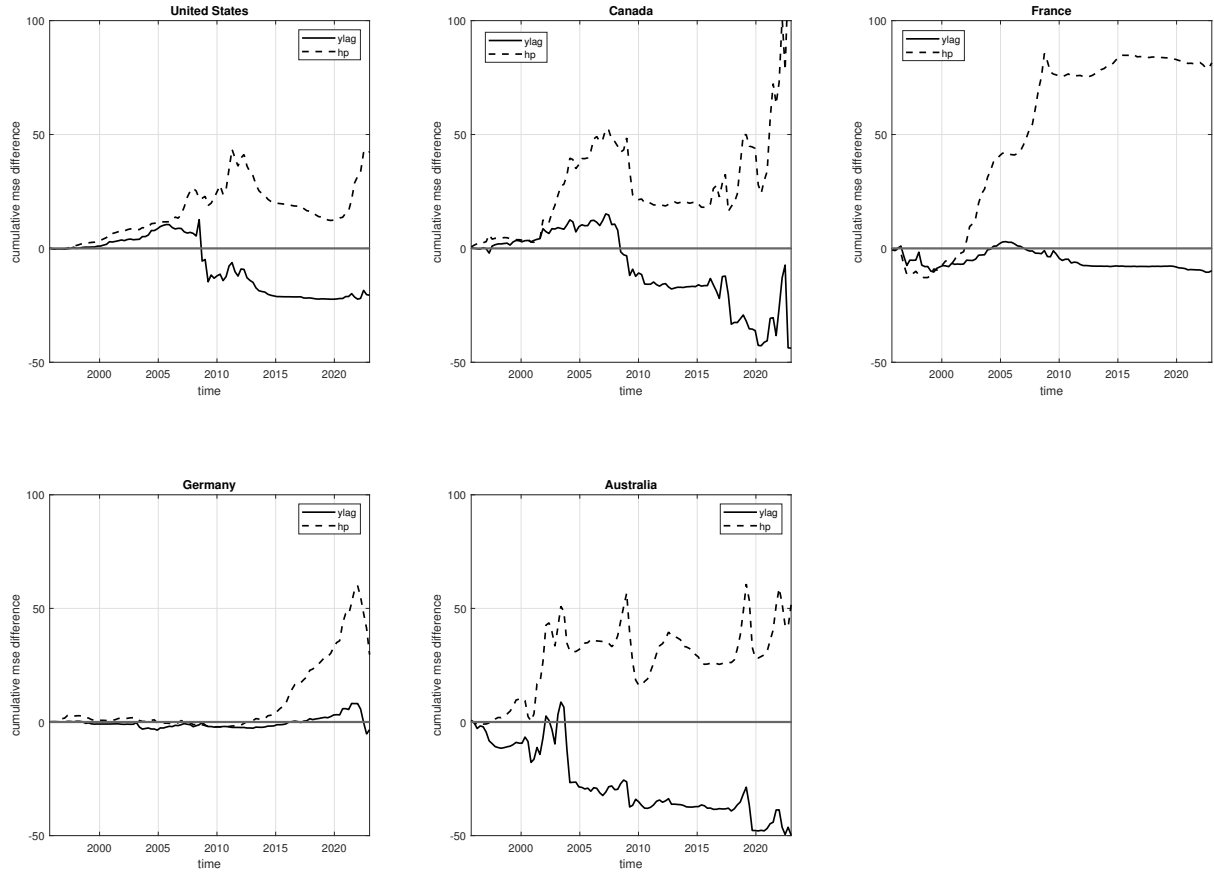 United States
ylag
hp
100
50
0
-50
cumulative mse difference
2000 2005 2010 2015 2020
time
Canada
ylag
hp
100
50
0
-50
cumulative mse difference
2000 2005 2010 2015 2020
time
France
ylag
hp
100
50
0
-50
cumulative mse difference
2000 2005 2010 2015 2020
time
Germany
ylag
hp
100
50
0
-50
cumulative mse difference
2000 2005 2010 2015 2020
time
Australia
ylag
hp
100
50
0
-50
cumulative mse difference
2000 2005 2010 2015 2020
time